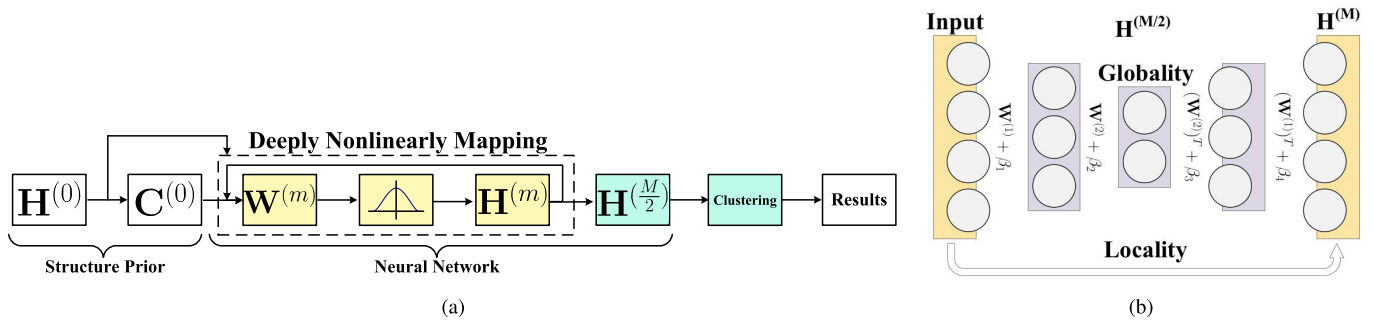 Deeply Nonlinearly Mapping
H^(0)
C^(0)
W^(m)
H^(m)
H^(M/2)
Clustering
Results
Structure Prior
Neural Network
(a)
Input
H^(M/2)
H^(M)
Globality
W^(1) + β_1
W^(2) + β_2
(W^(2))^T + β_3
(W^(1))^T + β_4
Locality
(b)